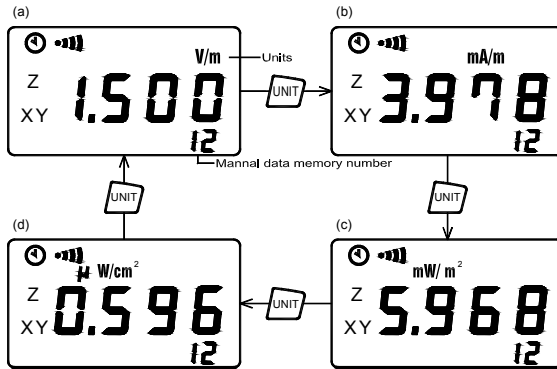 (a)
V/m
Units
Z
XY
1.500
12
Mannal data memory number
UNIT
(b)
mA/m
Z
XY
3.978
12
UNIT
(c)
mW/ m²
Z
XY
5.968
12
UNIT
(d)
μ W/cm²
Z
XY
0.596
12
UNIT